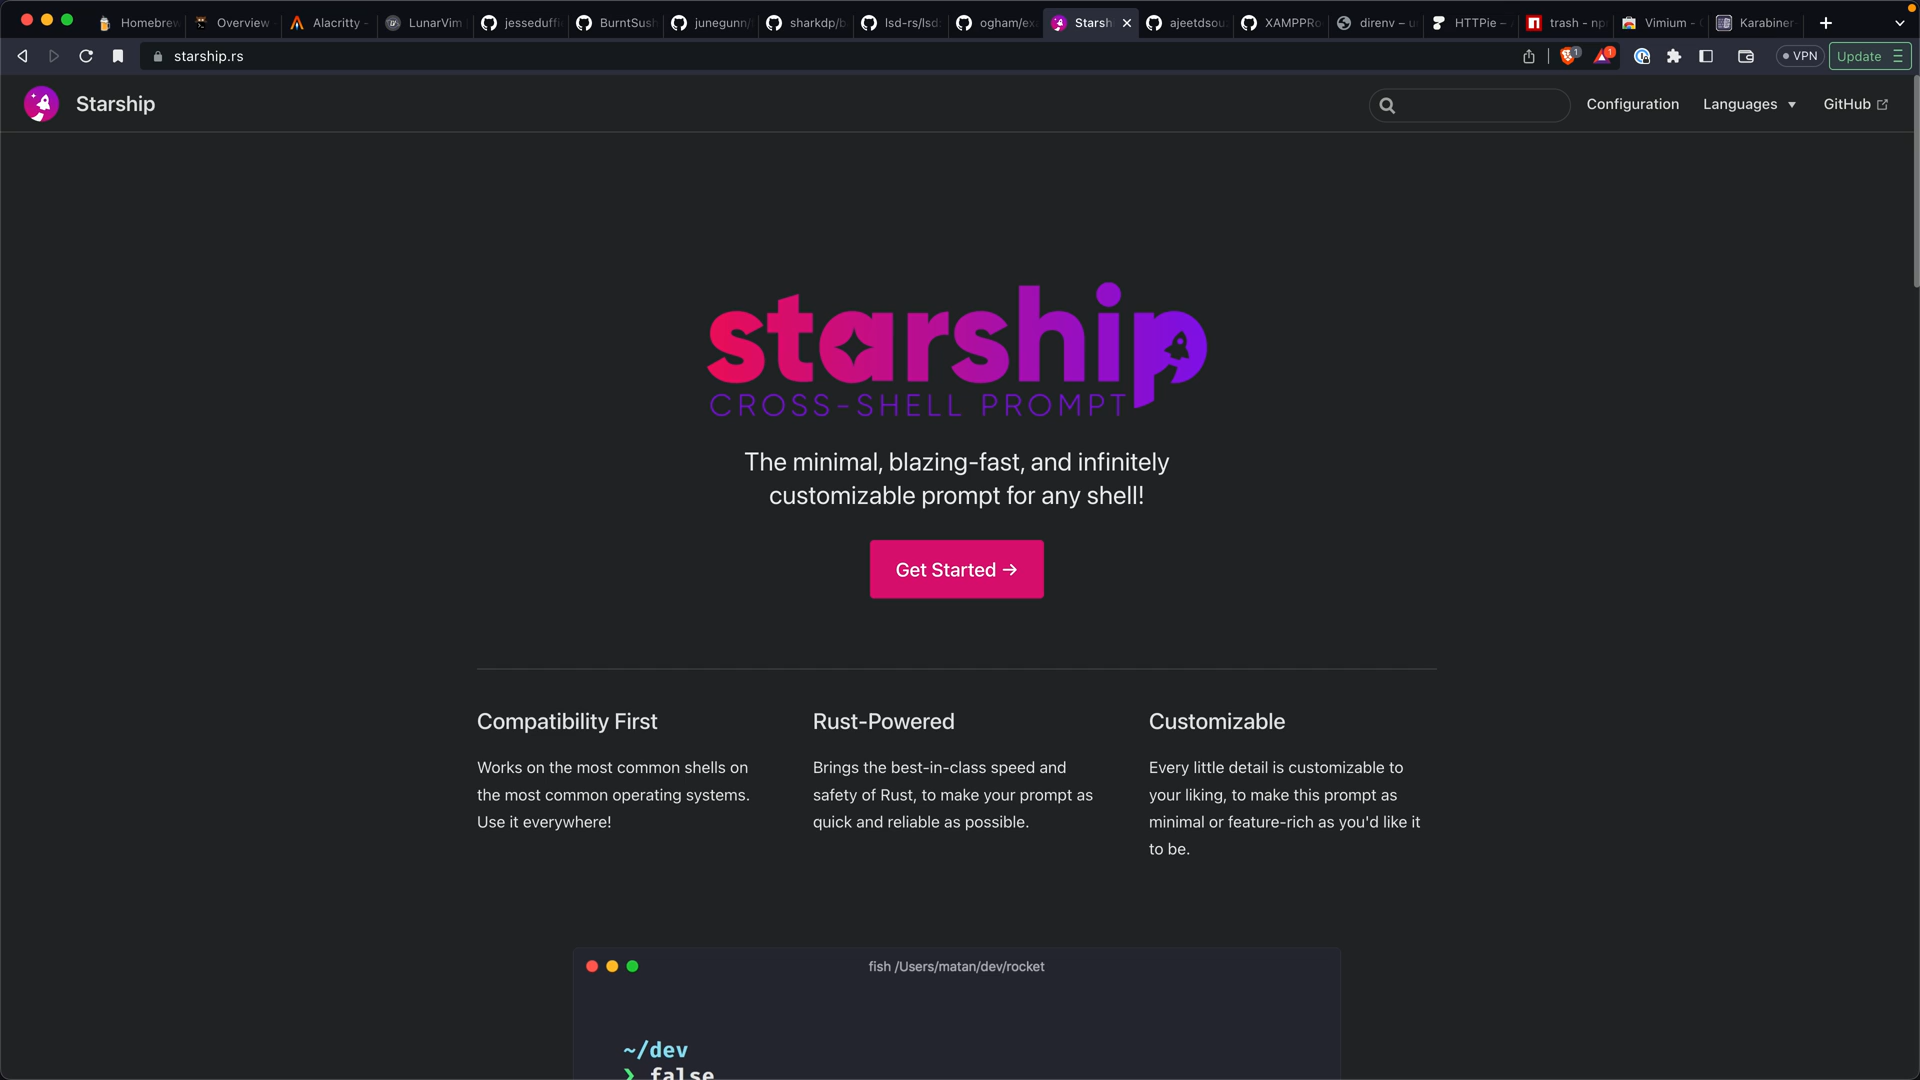 Homebrew
Overview
Alacritty -
LunarVim
jesseduffi
BurntSush
junegunn/
sharkdp/b
lsd-rs/lsd
ogham/exa
Starsh
ajeetdsou
XAMPPRo
direnv – u
HTTPie –
trash - np
Vimium -
Karabiner
starship.rs
1
1
VPN
Update
Starship
Configuration
Languages
GitHub
starship
CROSS-SHELL PROMPT
The minimal, blazing-fast, and infinitely
customizable prompt for any shell!
Get Started →
Compatibility First
Works on the most common shells on
the most common operating systems.
Use it everywhere!
Rust-Powered
Brings the best-in-class speed and
safety of Rust, to make your prompt as
quick and reliable as possible.
Customizable
Every little detail is customizable to
your liking, to make this prompt as
minimal or feature-rich as you'd like it
to be.
fish /Users/matan/dev/rocket
~/dev
❯ false